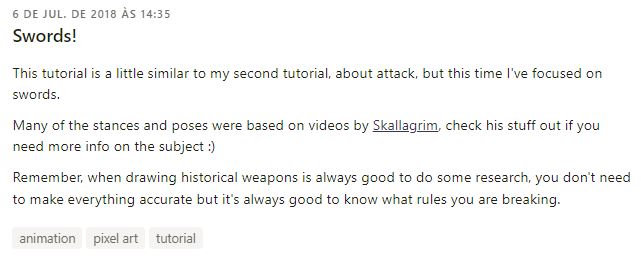 6 DE JUL. DE 2018 ÀS 14:35
Swords!
This tutorial is a little similar to my second tutorial, about attack, but this time I've focused on
swords.
Many of the stances and poses were based on videos by Skallagrim, check his stuff out if you
need more info on the subject :)
Remember, when drawing historical weapons is always good to do some research, you don't need
to make everything accurate but it's always good to know what rules you are breaking.
animation pixel art tutorial